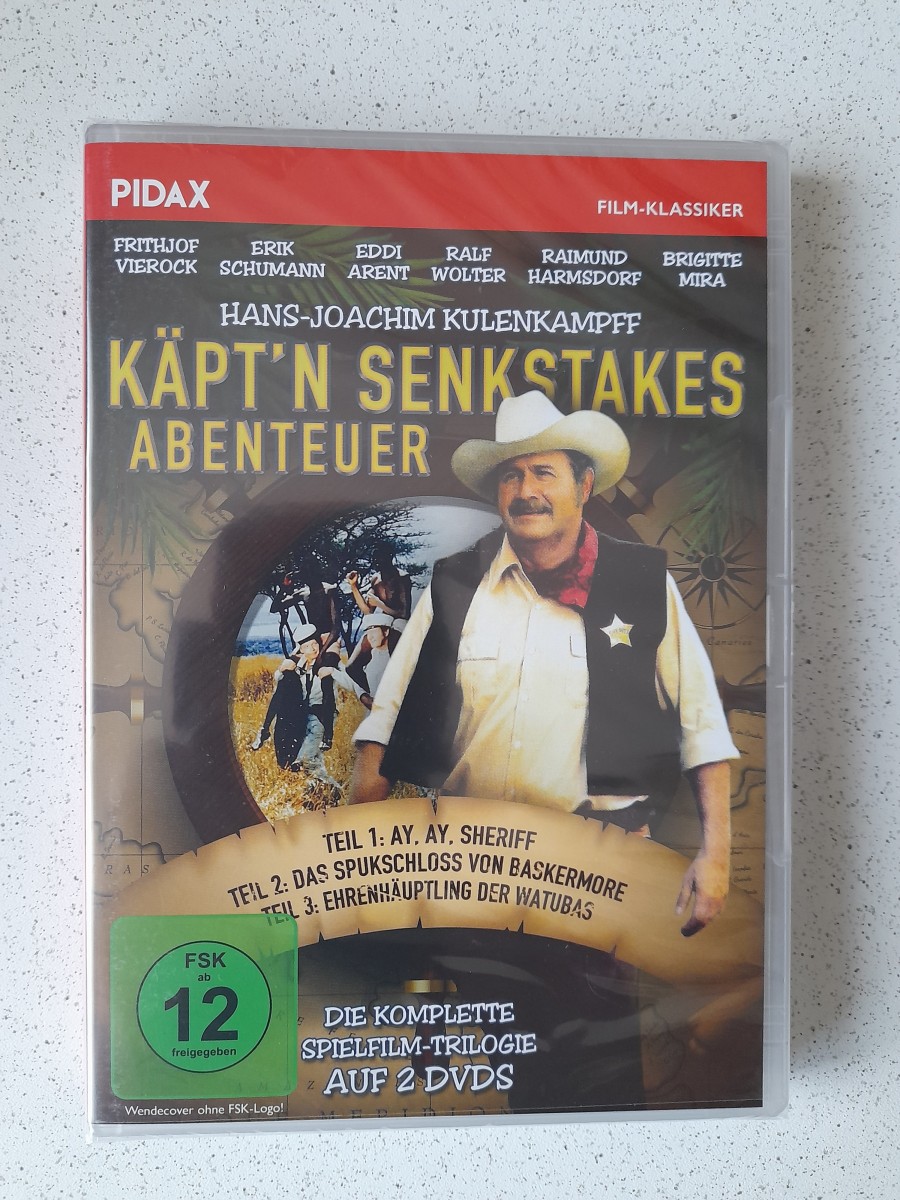 PIDAX
FILM-KLASSIKER
FRITHJOF VIEROCK
ERIK SCHUMANN
EDDI ARENT
RALF WOLTER
RAIMUND HARMSDORF
BRIGITTE MIRA
HANS-JOACHIM KULENKAMPFF
KÄPT'N SENKSTAKES
ABENTEUER
TEIL 1: AY, AY, SHERIFF
TEIL 2: DAS SPUKSCHLOSS VON BASKERMORE
TEIL 3: EHRENHÄUPTLING DER WATUBAS
FSK
ab
12
freigegeben
DIE KOMPLETTE
SPIELFILM-TRILOGIE
AUF 2 DVDS
Wendecover ohne FSK-Logo!